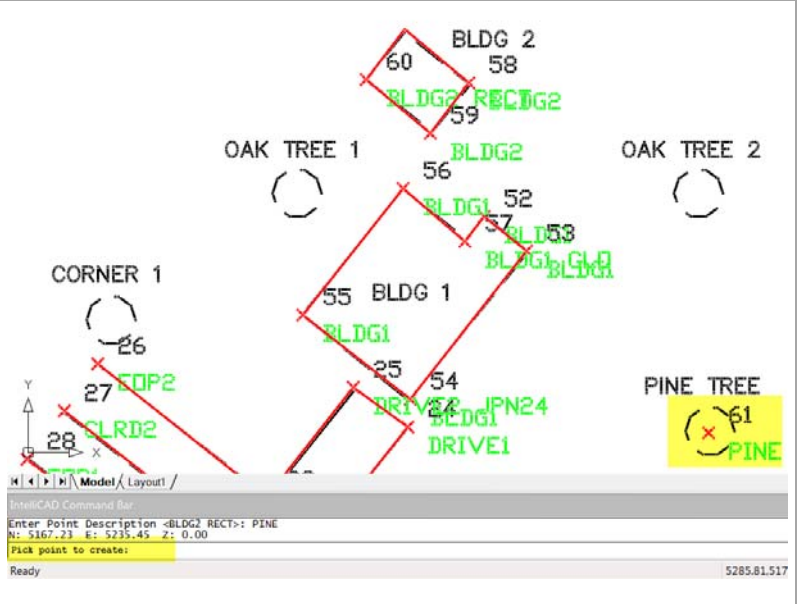 BLDG 2
60
58
BLDG2 RECT
BLDG2
59
BLDG2
OAK TREE 1
OAK TREE 2
56
BLDG1
52
57
53
BLDG1 CLO
BLDG1
CORNER 1
55
BLDG 1
BLDG1
26
EOP2
25
54
DRIVE2 JPN24
BLDG1
DRIVE1
27
CLRD2
28
PINE TREE
61
PINE
Y
X
Model
Layout1
IntelliCAD Command Bar
Enter Point Description <BLDG2 RECT>: PINE
N: 5167.23 E: 5235.45 Z: 0.00
Pick point to create:
Ready
5285.81,517